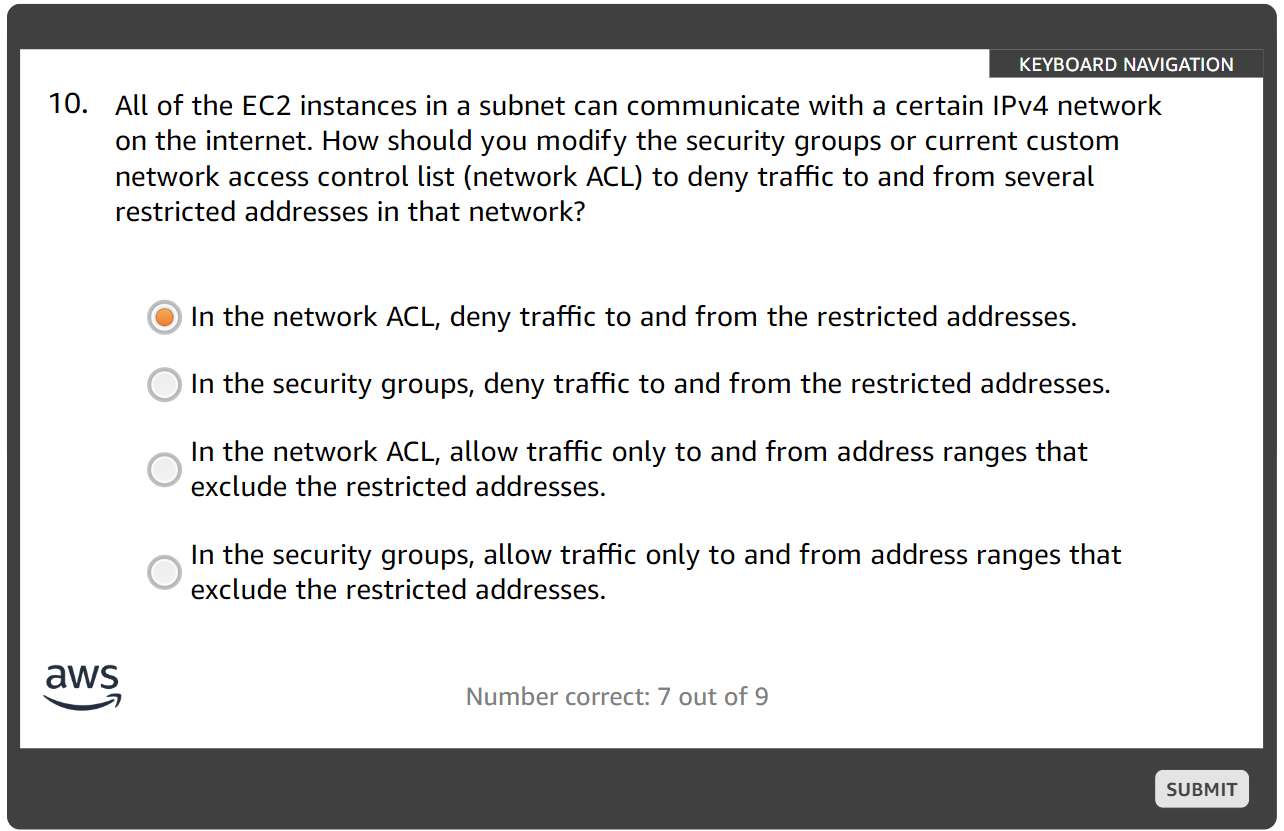 KEYBOARD NAVIGATION
10. All of the EC2 instances in a subnet can communicate with a certain IPv4 network
on the internet. How should you modify the security groups or current custom
network access control list (network ACL) to deny traffic to and from several
restricted addresses in that network?
In the network ACL, deny traffic to and from the restricted addresses.
In the security groups, deny traffic to and from the restricted addresses.
In the network ACL, allow traffic only to and from address ranges that
exclude the restricted addresses.
In the security groups, allow traffic only to and from address ranges that
exclude the restricted addresses.
aws
Number correct: 7 out of 9
SUBMIT